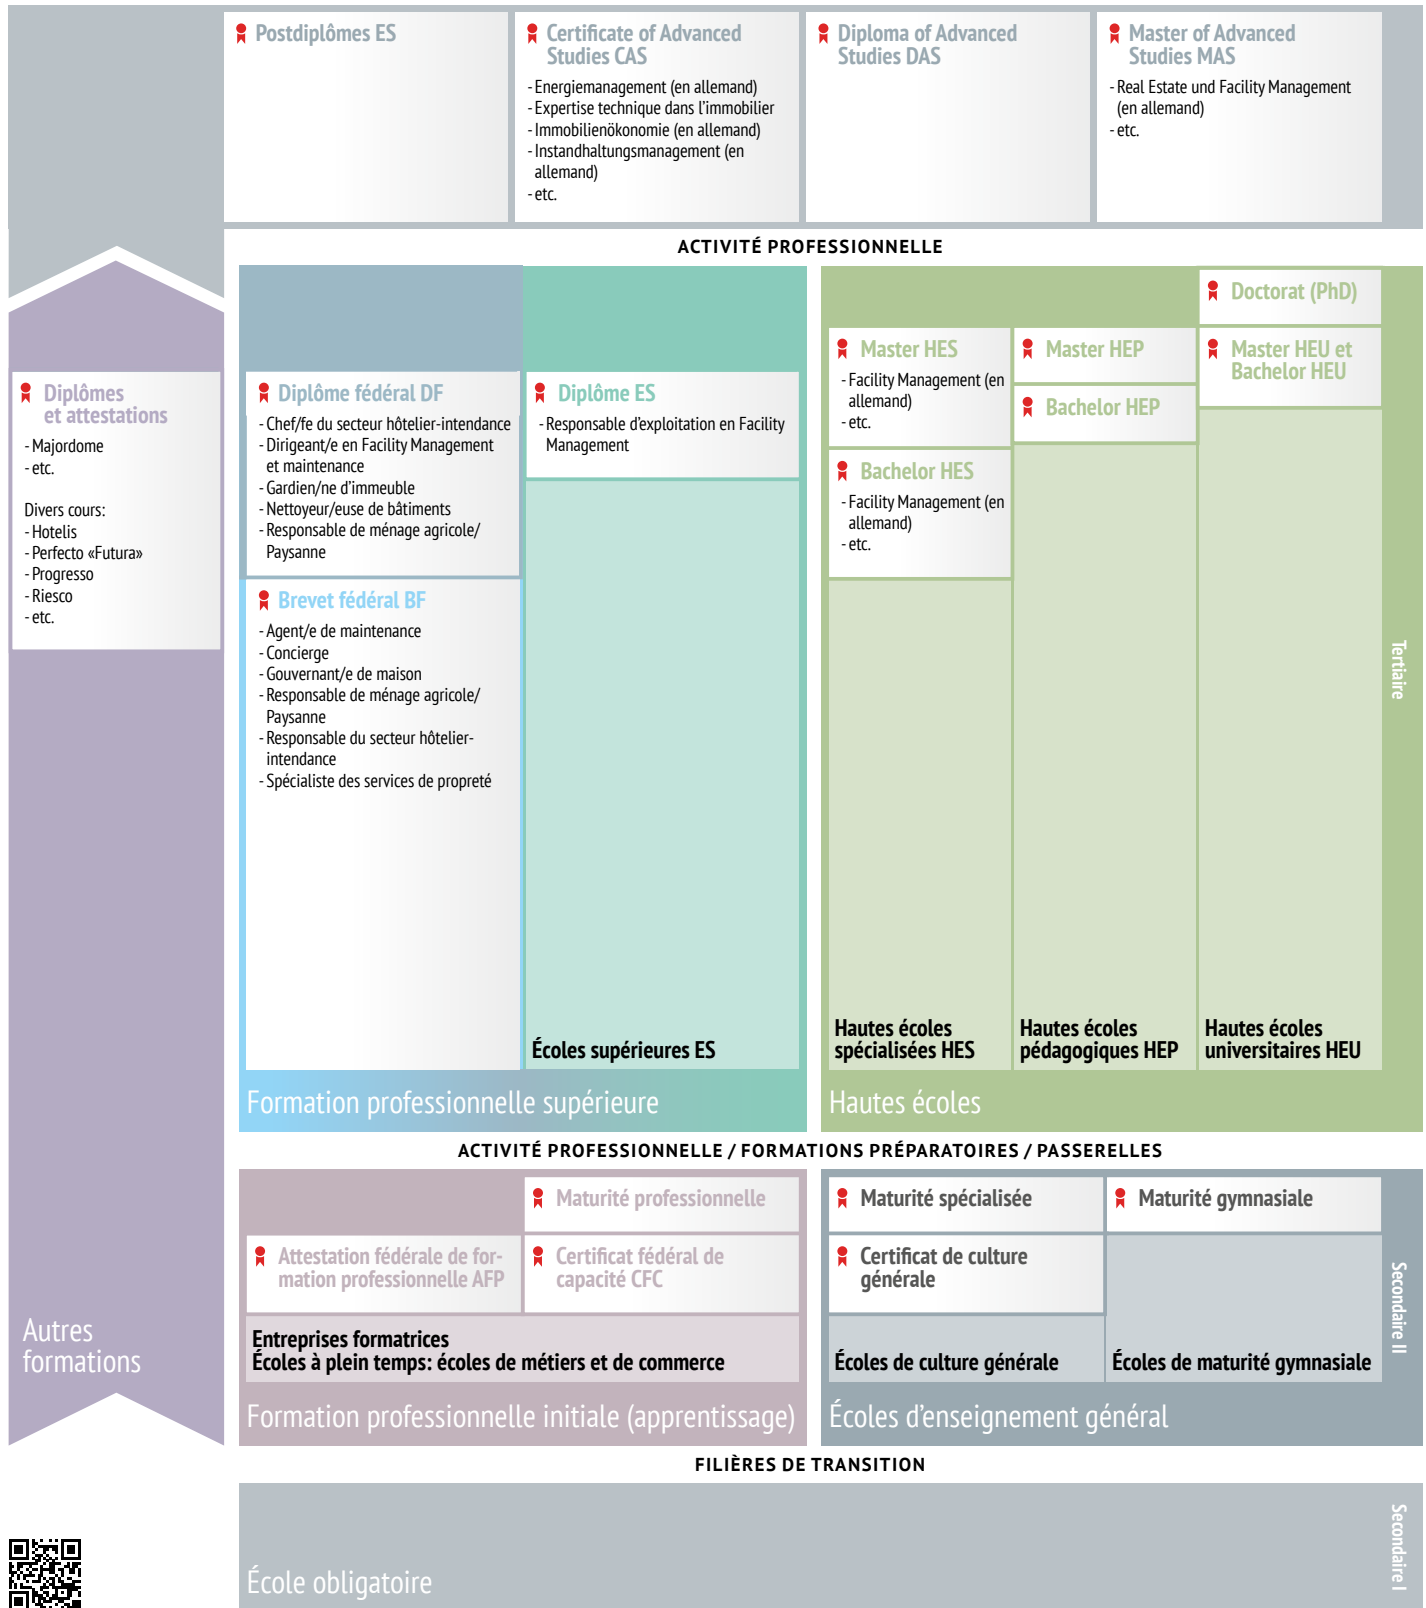 Postdiplômes ES
Certificate of Advanced
Studies CAS
- Energiemanagement (en allemand)
- Expertise technique dans l'immobilier
- Immobilienökonomie (en allemand)
- Instandhaltungsmanagement (en
allemand)
- etc.
Diploma of Advanced
Studies DAS
Master of Advanced
Studies MAS
- Real Estate und Facility Management
(en allemand)
- etc.
ACTIVITÉ PROFESSIONNELLE
Diplômes
et attestations
- Majordome
- etc.
Divers cours:
- Hotelis
- Perfecto «Futura»
- Progresso
- Riesco
- etc.
Autres
formations
Diplôme fédéral DF
- Chef/fe du secteur hôtelier-intendance
- Dirigeant/e en Facility Management
et maintenance
- Gardien/ne d'immeuble
- Nettoyeur/euse de bâtiments
- Responsable de ménage agricole/
Paysanne
Brevet fédéral BF
- Agent/e de maintenance
- Concierge
- Gouvernant/e de maison
- Responsable de ménage agricole/
Paysanne
- Responsable du secteur hôtelier-
intendance
- Spécialiste des services de propreté
Diplôme ES
- Responsable d'exploitation en Facility
Management
Écoles supérieures ES
Formation professionnelle supérieure
Master HES
- Facility Management (en
allemand)
- etc.
Bachelor HES
- Facility Management (en
allemand)
- etc.
Hautes écoles
spécialisées HES
Master HEP
Bachelor HEP
Hautes écoles
pédagogiques HEP
Doctorat (PhD)
Master HEU et
Bachelor HEU
Hautes écoles
universitaires HEU
Hautes écoles
Tertiaire
ACTIVITÉ PROFESSIONNELLE / FORMATIONS PRÉPARATOIRES / PASSERELLES
Maturité professionnelle
Attestation fédérale de for-
mation professionnelle AFP
Certificat fédéral de
capacité CFC
Entreprises formatrices
Écoles à plein temps: écoles de métiers et de commerce
Formation professionnelle initiale (apprentissage)
Maturité spécialisée
Certificat de culture
générale
Écoles de culture générale
Maturité gymnasiale
Écoles de maturité gymnasiale
Écoles d'enseignement général
Secondaire II
FILIÈRES DE TRANSITION
École obligatoire
Secondaire I